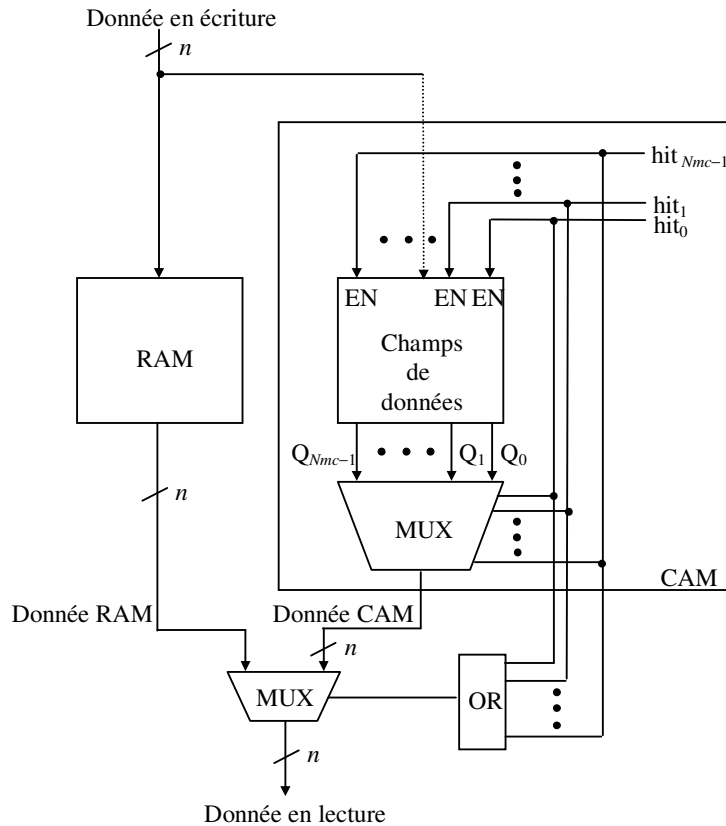 Donnée en écriture
n
hit Nmc−1
hit1
hit0
EN EN EN
RAM
Champs
de
données
QNmc−1 Q1 Q0
n
MUX
CAM
Donnée RAM Donnée CAM
n
MUX OR
n
Donnée en lecture